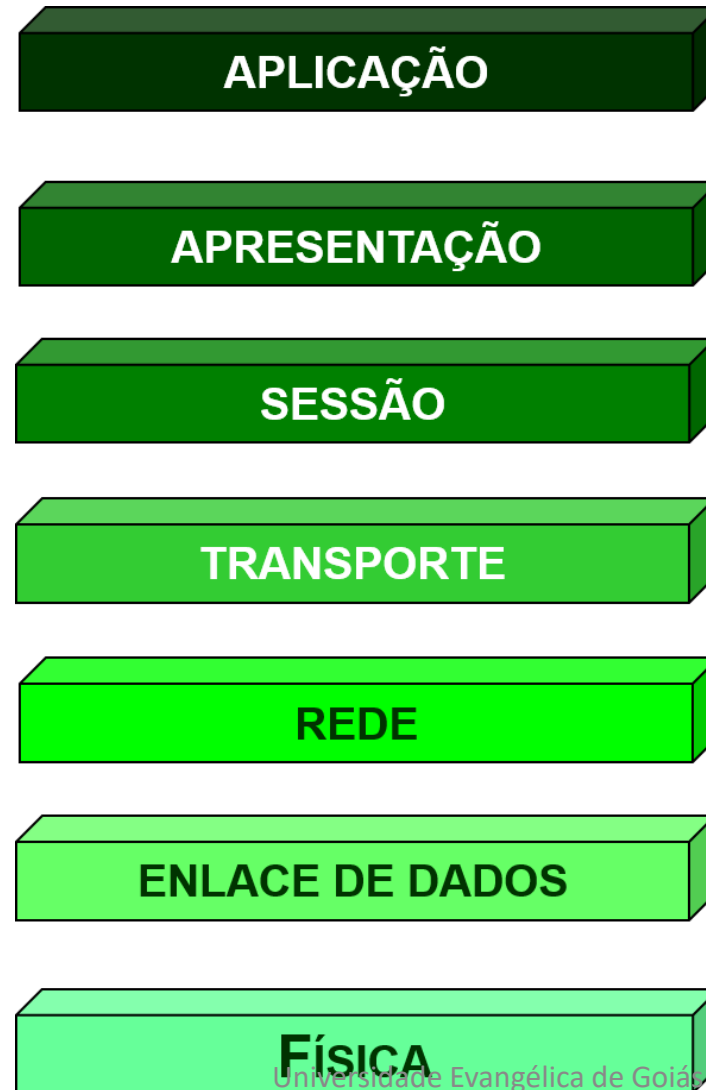 APLICAÇÃO
APRESENTAÇÃO
SESSÃO
TRANSPORTE
REDE
ENLACE DE DADOS
FÍSICA
Universidade Evangélica de Goiás